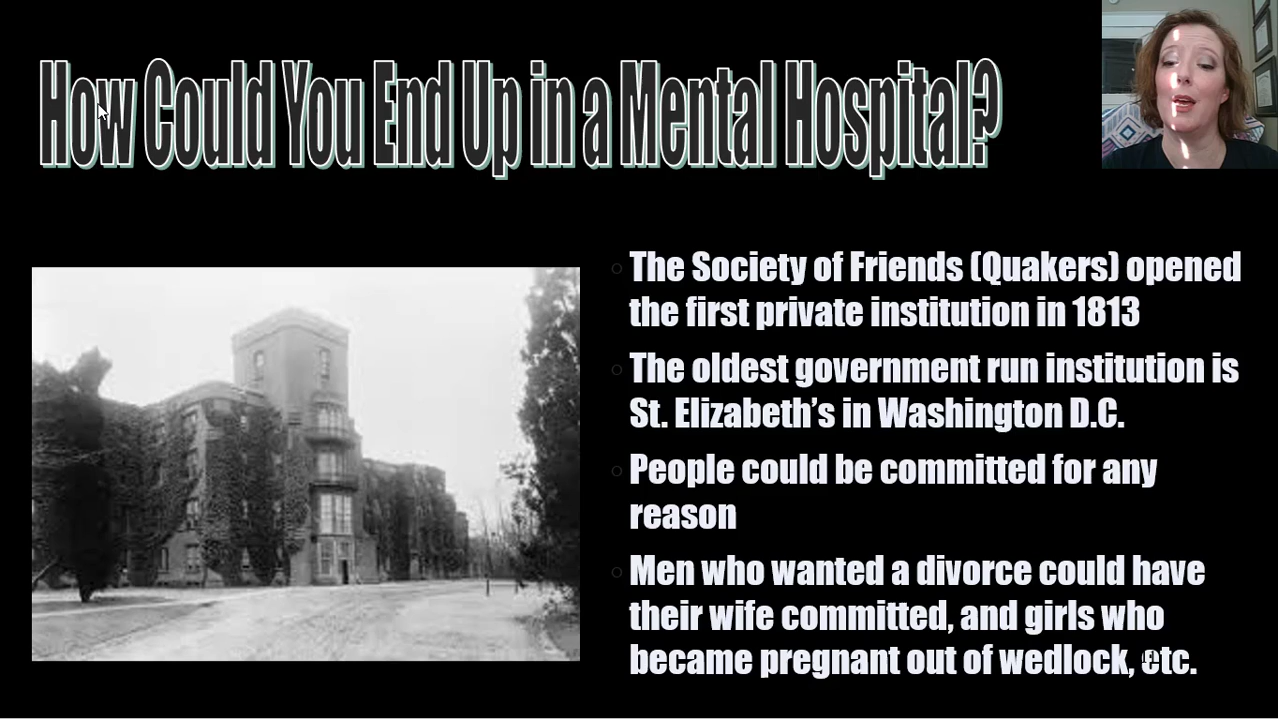 How Could You End Up in a Mental Hospital?
The Society of Friends (Quakers) opened
the first private institution in 1813
The oldest government run institution is
St. Elizabeth’s in Washington D.C.
People could be committed for any
reason
Men who wanted a divorce could have
their wife committed, and girls who
became pregnant out of wedlock, etc.